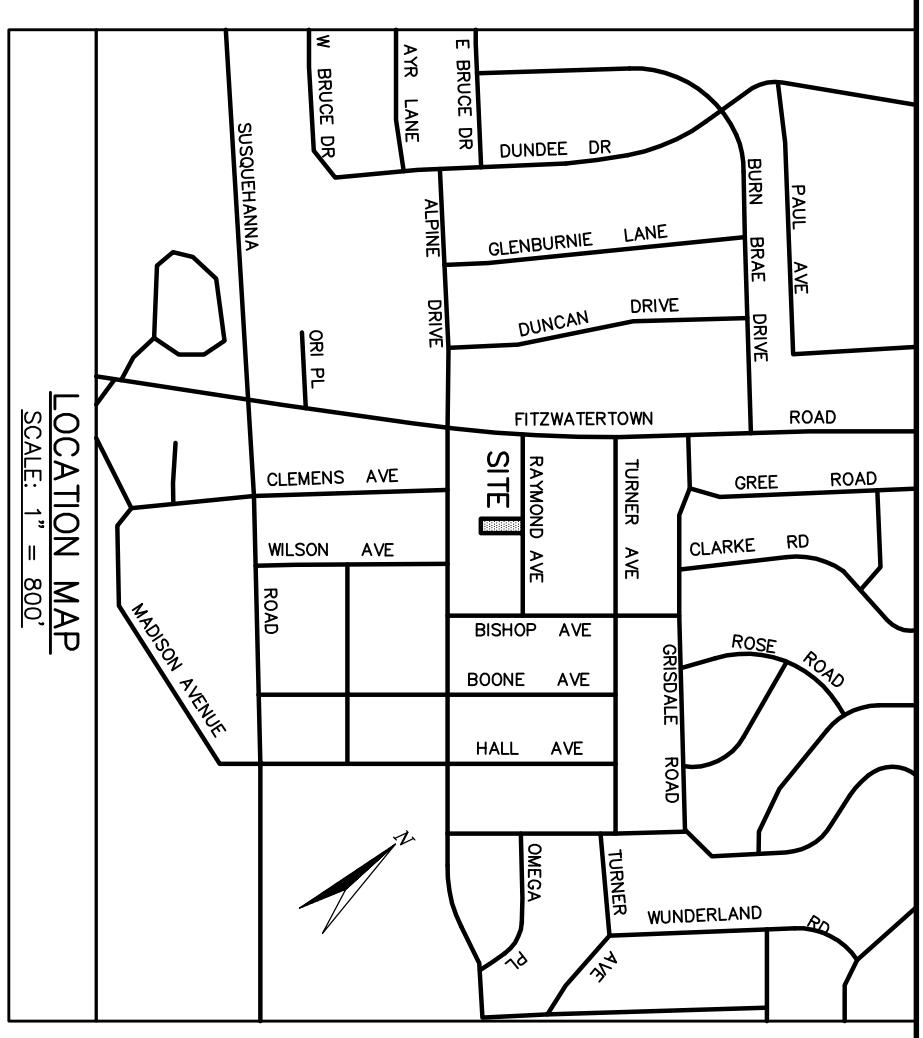 LOCATION MAP
SCALE: 1" = 800'
SITE
E BRUCE DR
AYR LANE
W BRUCE DR
SUSQUEHANNA
ROAD
DUNDEE DR
BURN BRAE DRIVE
PAUL AVE
GLENBURNIE LANE
ALPINE DRIVE
DUNCAN DRIVE
ORI PL
FITZWATERTOWN ROAD
CLEMENS AVE
RAYMOND AVE
TURNER AVE
GREE ROAD
CLARKE RD
WILSON AVE
BISHOP AVE
ROSE ROAD
GRISDALE ROAD
BOONE AVE
MADISON AVENUE
HALL AVE
N
OMEGA PL
TURNER AVE
WUNDERLAND RD